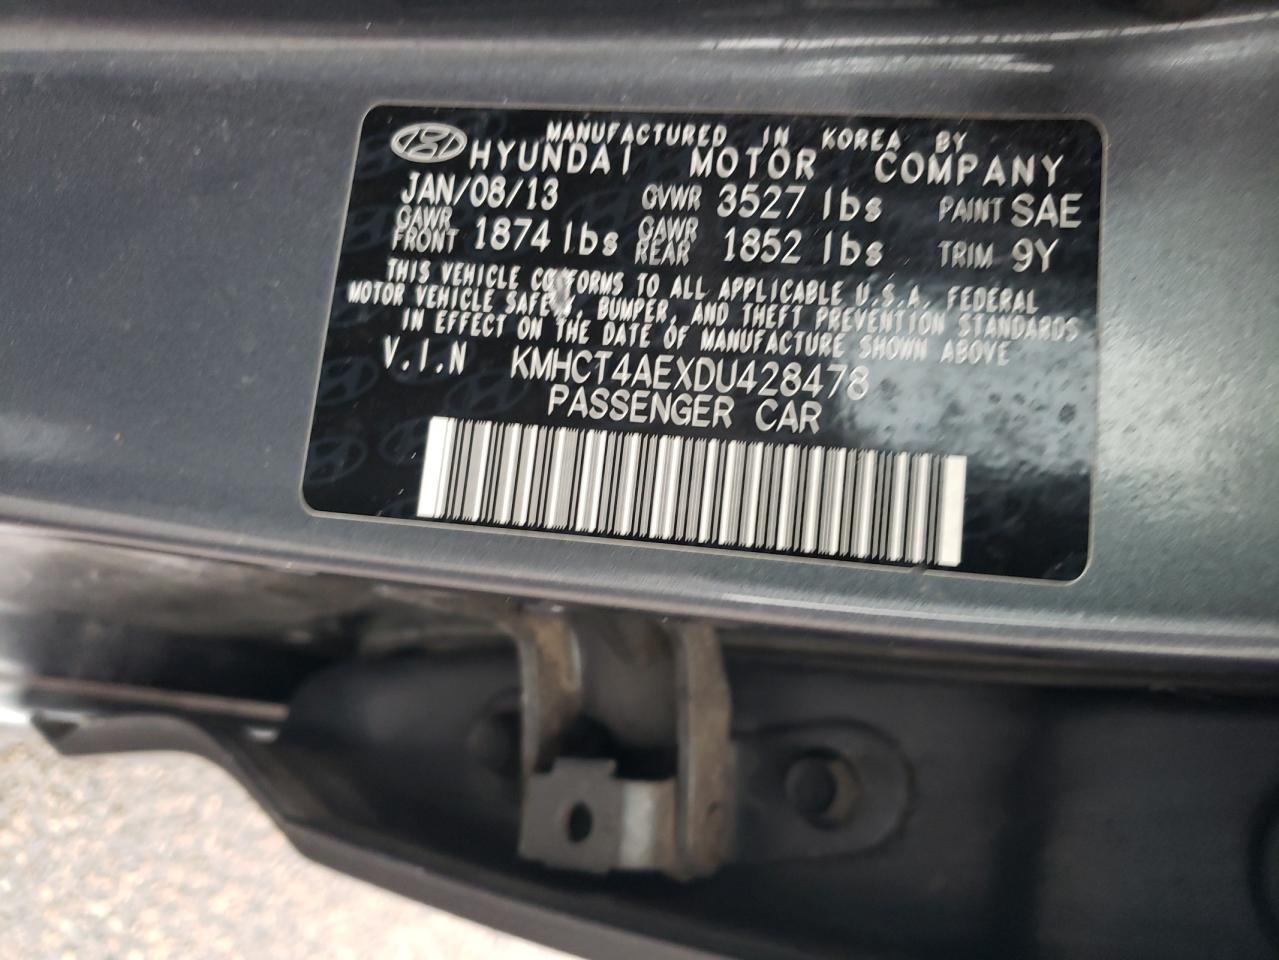 MANUFACTURED IN KOREA BY
HYUNDAI MOTOR COMPANY
JAN/08/13 GVWR 3527 lbs PAINT SAE
GAWR FRONT 1874 lbs GAWR REAR 1852 lbs TRIM 9Y
THIS VEHICLE CONFORMS TO ALL APPLICABLE U.S.A. FEDERAL
MOTOR VEHICLE SAFETY, BUMPER, AND THEFT PREVENTION STANDARDS
IN EFFECT ON THE DATE OF MANUFACTURE SHOWN ABOVE
V.I.N KMHCT4AEXDU428478
PASSENGER CAR